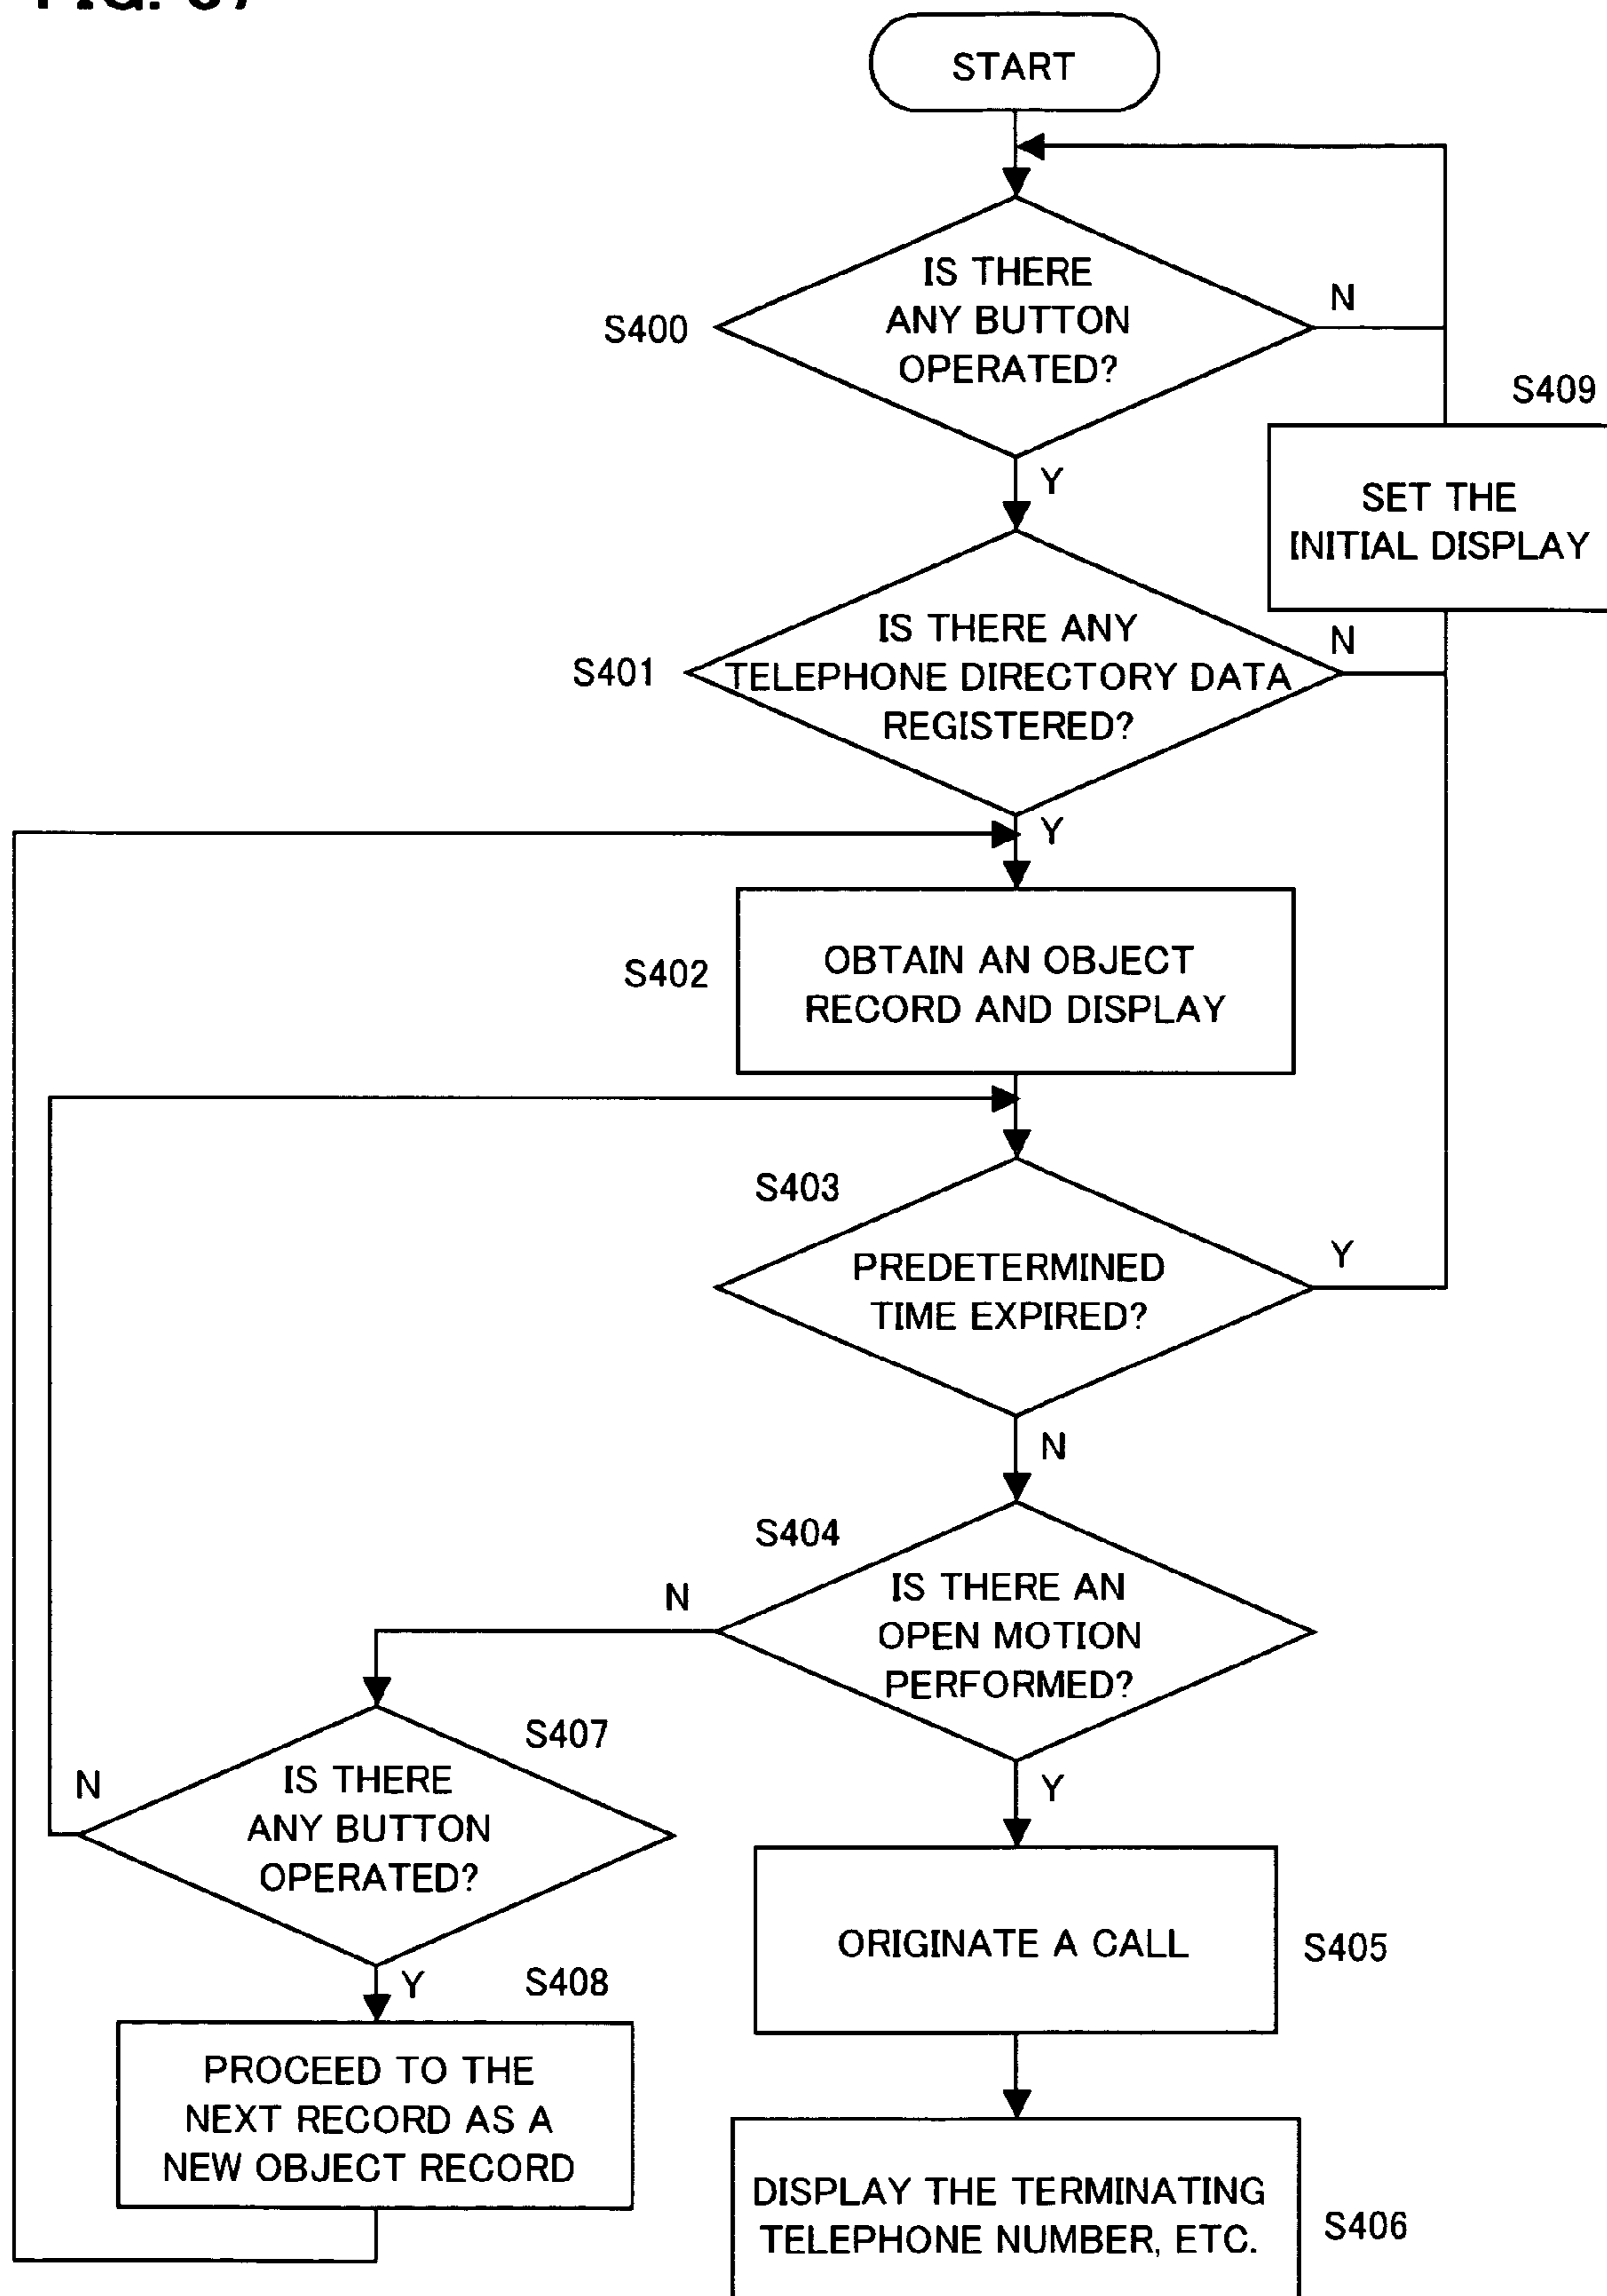 START
IS THERE
ANY BUTTON
OPERATED?
S400
N
Y
S409
SET THE
INITIAL DISPLAY
IS THERE ANY
TELEPHONE DIRECTORY DATA
REGISTERED?
S401
N
Y
S402
OBTAIN AN OBJECT
RECORD AND DISPLAY
S403
PREDETERMINED
TIME EXPIRED?
Y
N
S404
IS THERE AN
OPEN MOTION
PERFORMED?
N
Y
S407
IS THERE
ANY BUTTON
OPERATED?
N
Y
S408
PROCEED TO THE
NEXT RECORD AS A
NEW OBJECT RECORD
ORIGINATE A CALL
S405
DISPLAY THE TERMINATING
TELEPHONE NUMBER, ETC.
S406